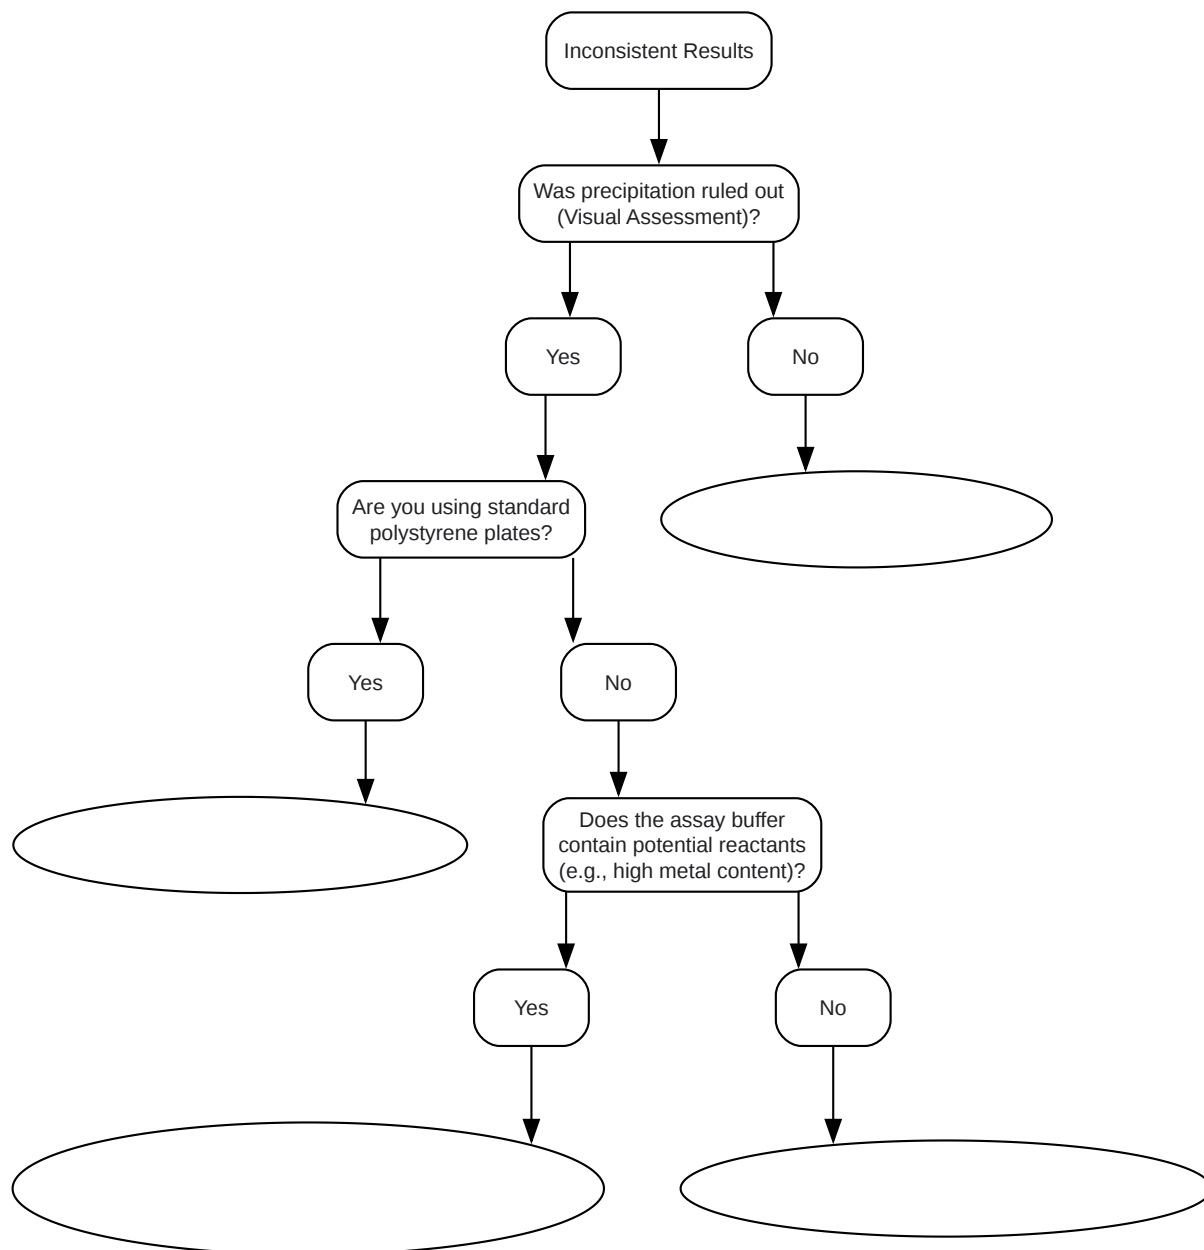 Inconsistent Results
Was precipitation ruled out
(Visual Assessment)?
Yes
No
Are you using standard
polystyrene plates?
Yes
No
Does the assay buffer
contain potential reactants
(e.g., high metal content)?
Yes
No